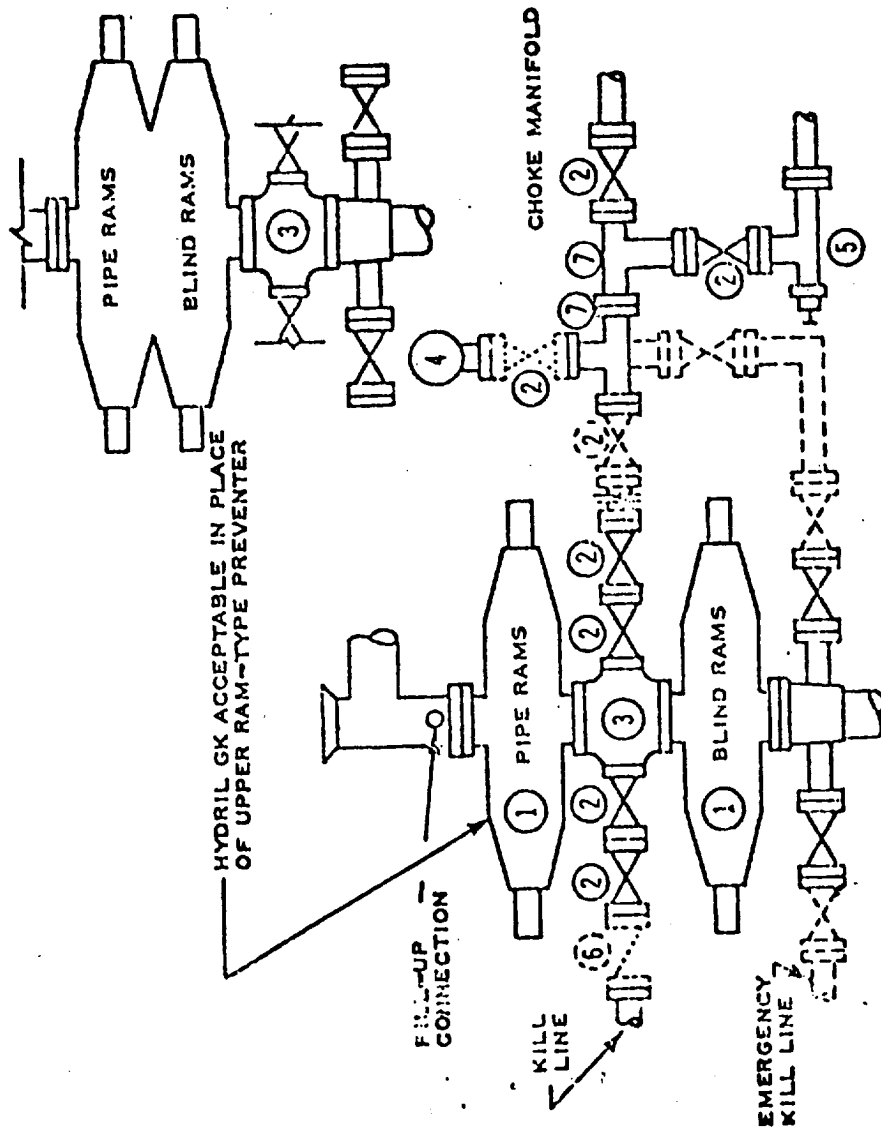 HYDRIL GK ACCEPTABLE IN PLACE
OF UPPER RAM-TYPE PREVENTER
PIPE RAMS
BLIND RAMS
3
FILL-UP
CONNECTION
1
PIPE RAMS
4
2
2
7
7
2
CHOKE MANIFOLD
KILL
LINE
6
2
2
3
2
2
2
5
1
BLIND RAMS
EMERGENCY
KILL LINE